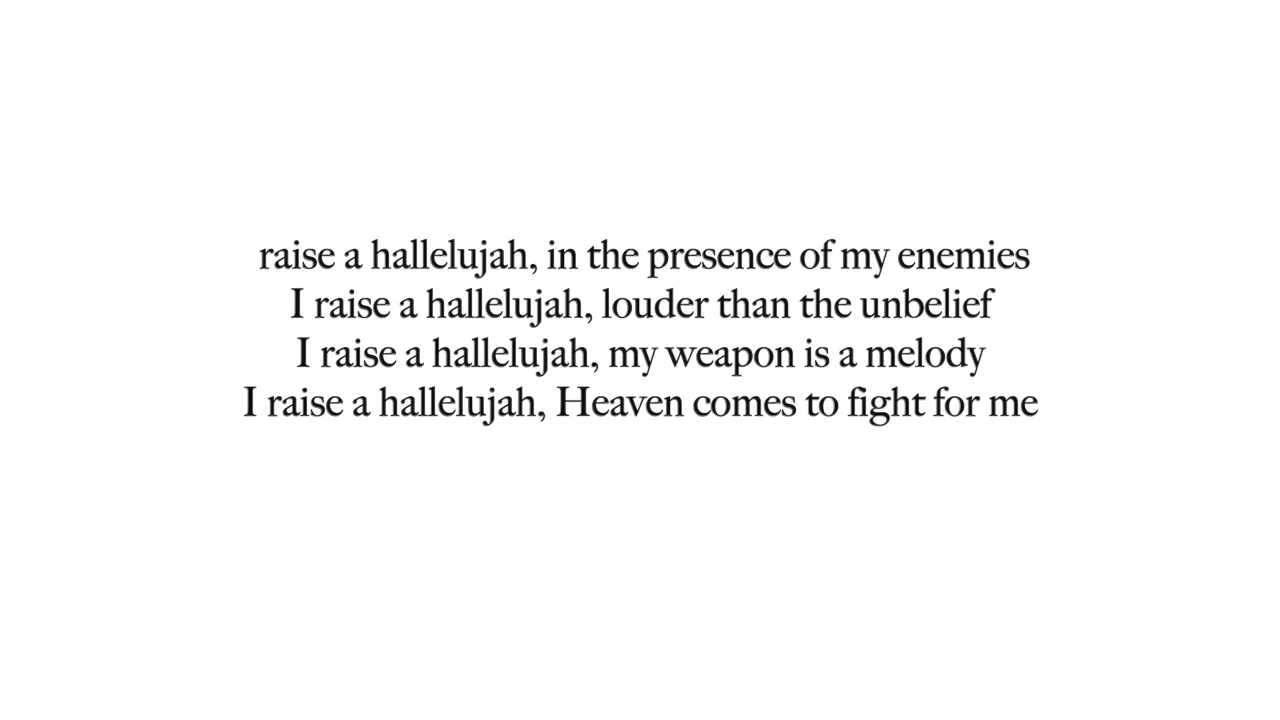 raise a hallelujah, in the presence of my enemies
I raise a hallelujah, louder than the unbelief
I raise a hallelujah, my weapon is a melody
I raise a hallelujah, Heaven comes to fight for me